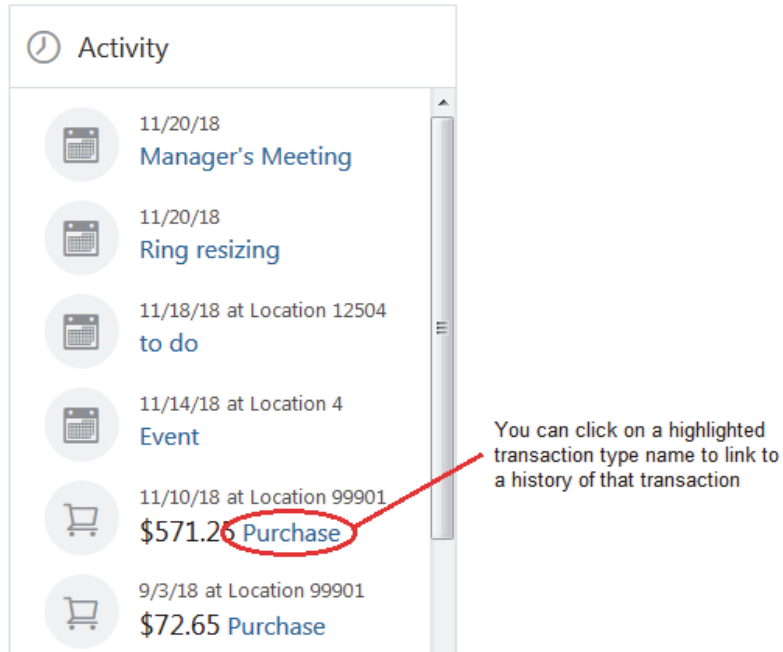 Activity
11/20/18
Manager's Meeting
11/20/18
Ring resizing
11/18/18 at Location 12504
to do
11/14/18 at Location 4
Event
11/10/18 at Location 99901
$571.25 Purchase
9/3/18 at Location 99901
$72.65 Purchase
You can click on a highlighted
transaction type name to link to
a history of that transaction